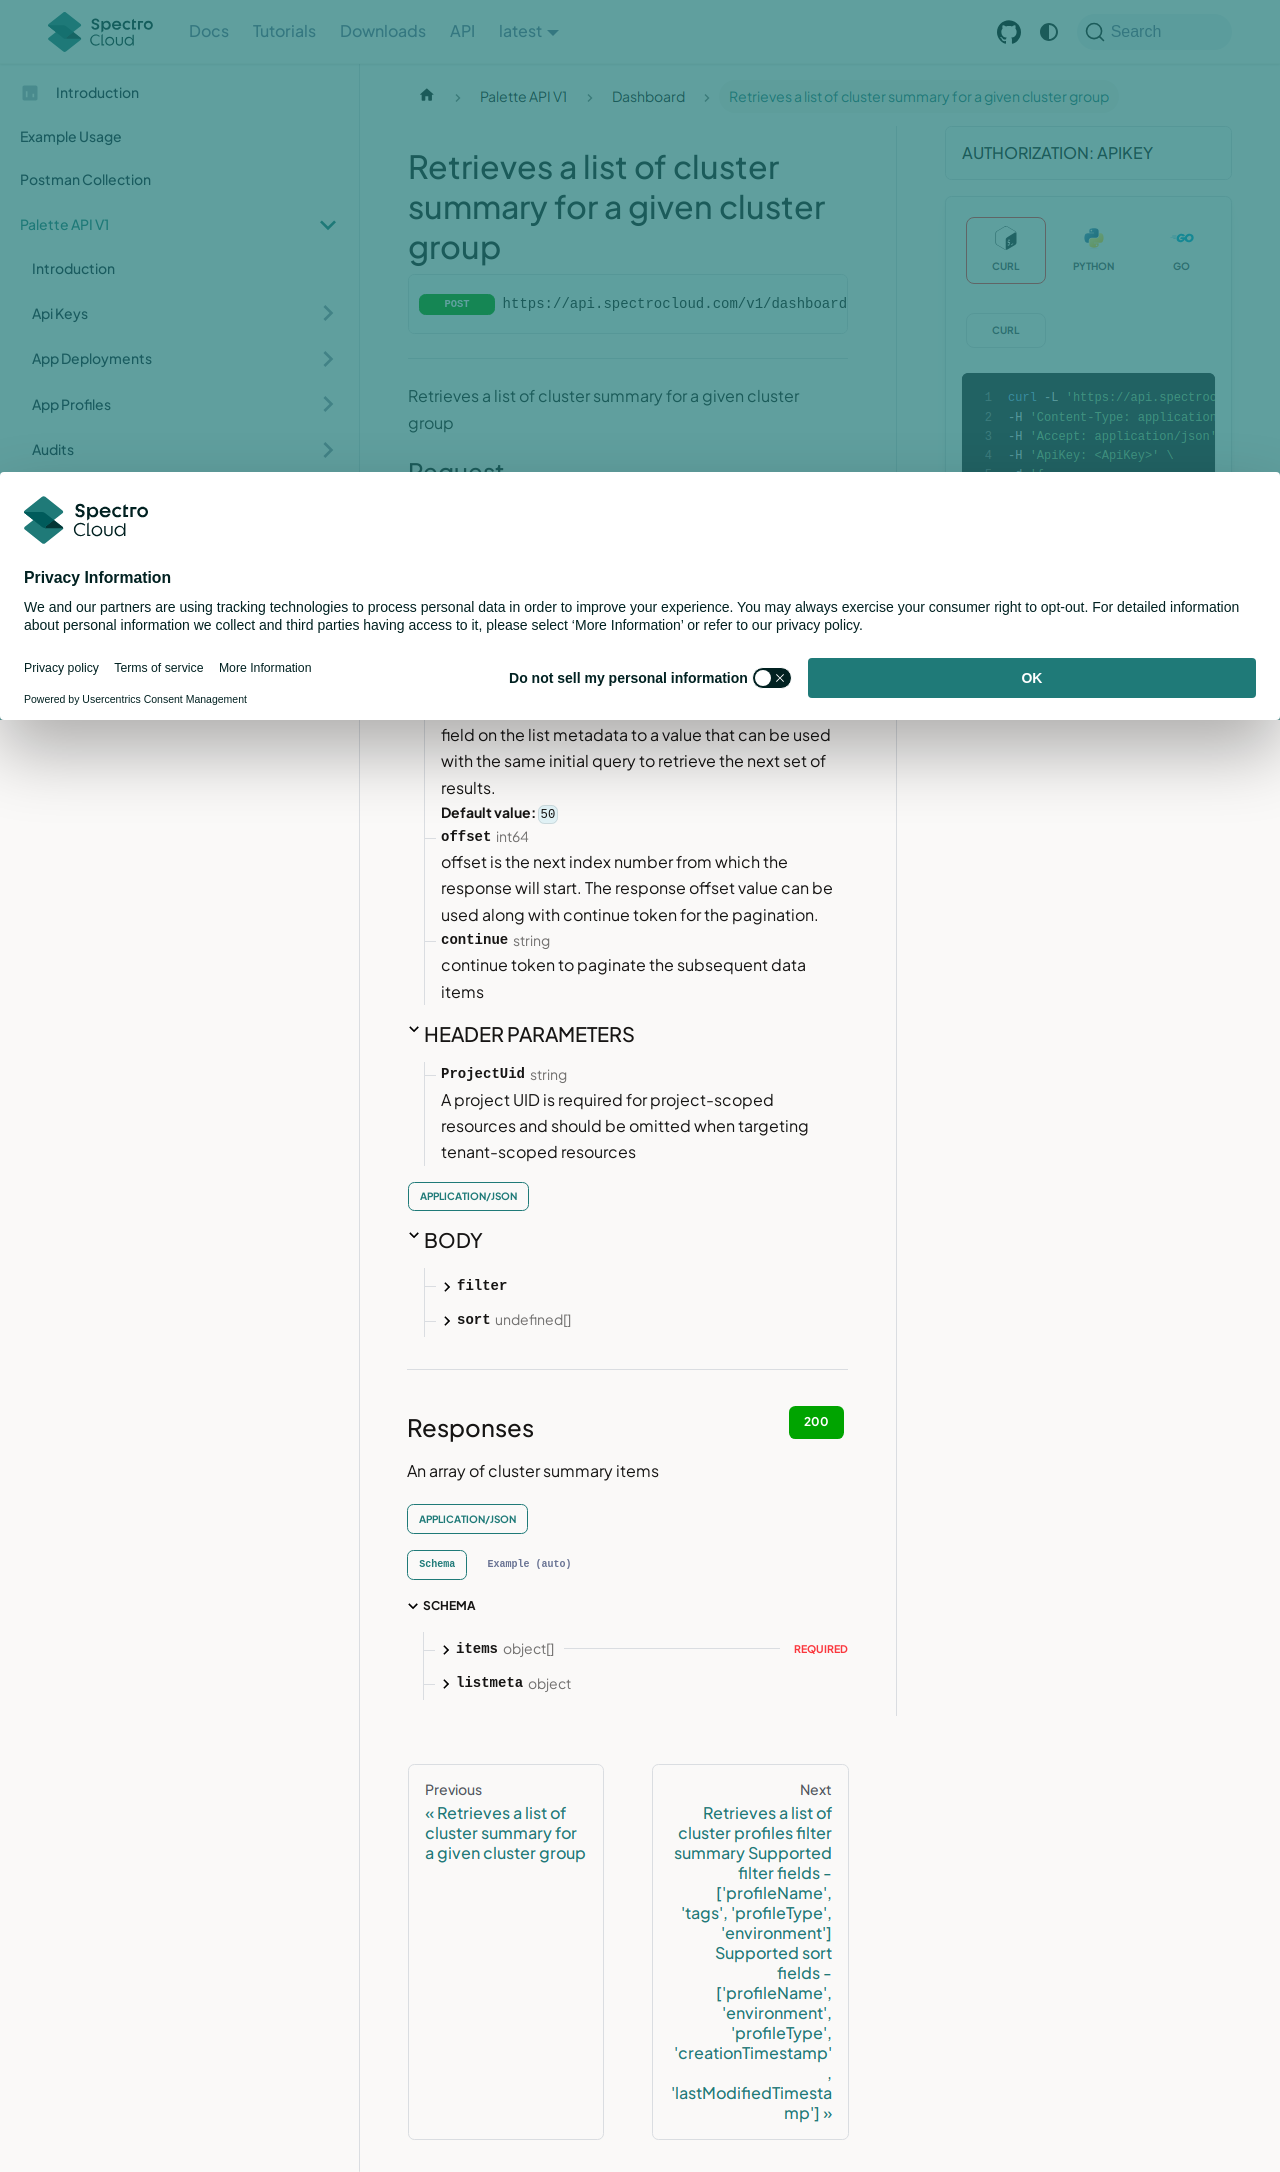 Spectro Cloud
Docs
Tutorials
Downloads
API
latest
Search
Introduction
Example Usage
Postman Collection
Palette API V1
Introduction
Api Keys
App Deployments
App Profiles
Audits
Palette API V1
Dashboard
Retrieves a list of cluster summary for a given cluster group
Retrieves a list of cluster
summary for a given cluster
group
POST
https://api.spectrocloud.com/v1/dashboard
Retrieves a list of cluster summary for a given cluster
group
Request
AUTHORIZATION: APIKEY
CURL
PYTHON
GO
CURL
1 curl -L 'https://api.spectroc
2 -H 'Content-Type: application
3 -H 'Accept: application/json'
4 -H 'ApiKey: <ApiKey>' \
Spectro
Cloud
Privacy Information
We and our partners are using tracking technologies to process personal data in order to improve your experience. You may always exercise your consumer right to opt-out. For detailed information
about personal information we collect and third parties having access to it, please select ‘More Information’ or refer to our privacy policy.
Privacy policy
Terms of service
More Information
Powered by Usercentrics Consent Management
Do not sell my personal information
OK
field on the list metadata to a value that can be used
with the same initial query to retrieve the next set of
results.
Default value: 50
offset int64
offset is the next index number from which the
response will start. The response offset value can be
used along with continue token for the pagination.
continue string
continue token to paginate the subsequent data
items
HEADER PARAMETERS
ProjectUid string
A project UID is required for project-scoped
resources and should be omitted when targeting
tenant-scoped resources
APPLICATION/JSON
BODY
filter
sort undefined[]
Responses
200
An array of cluster summary items
APPLICATION/JSON
Schema
Example (auto)
SCHEMA
items object[]
REQUIRED
listmeta object
Previous
« Retrieves a list of
cluster summary for
a given cluster group
Next
Retrieves a list of
cluster profiles filter
summary Supported
filter fields -
['profileName',
'tags', 'profileType',
'environment']
Supported sort
fields -
['profileName',
'environment',
'profileType',
'creationTimestamp'
,
'lastModifiedTimesta
mp'] »